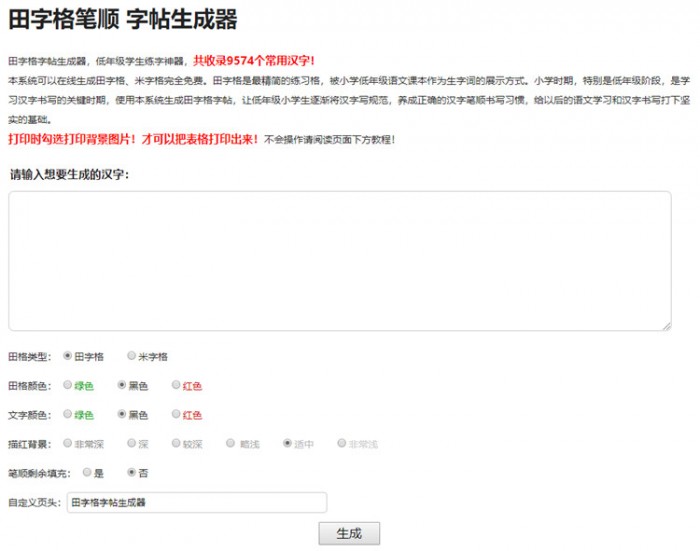 田字格笔顺 字帖生成器
田字格字帖生成器，低年级学生练字神器，共收录9574个常用汉字！
本系统可以在线生成田字格、米字格完全免费。田字格是最精简的练习格，被小学低年级语文课本作为生字词的展示方式。小学时期，特别是低年级阶段，是学
习汉字书写的关键时期，使用本系统生成田字格字帖，让低年级小学生逐渐将汉字写规范，养成正确的汉字笔顺书写习惯，给以后的语文学习和汉字书写打下坚
实的基础。
打印时勾选打印背景图片！才可以把表格打印出来！不会操作请阅读页面下方教程！
请输入想要生成的汉字：
田格类型： 田字格 米字格
田格颜色： 绿色 黑色 红色
文字颜色： 绿色 黑色 红色
描红背景： 非常深 深 较深 略浅 适中 非常浅
笔顺剩余填充： 是 否
自定义页头： 田字格字帖生成器
生成